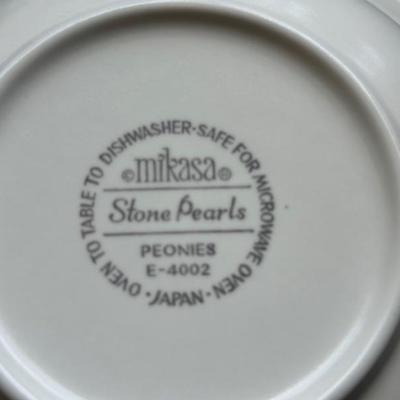 OVEN TO TABLE TO DISHWASHER·SAFE FOR MICROWAVE OVEN·
©mikasa®
Stone Pearls
PEONIES
E-4002
·JAPAN·